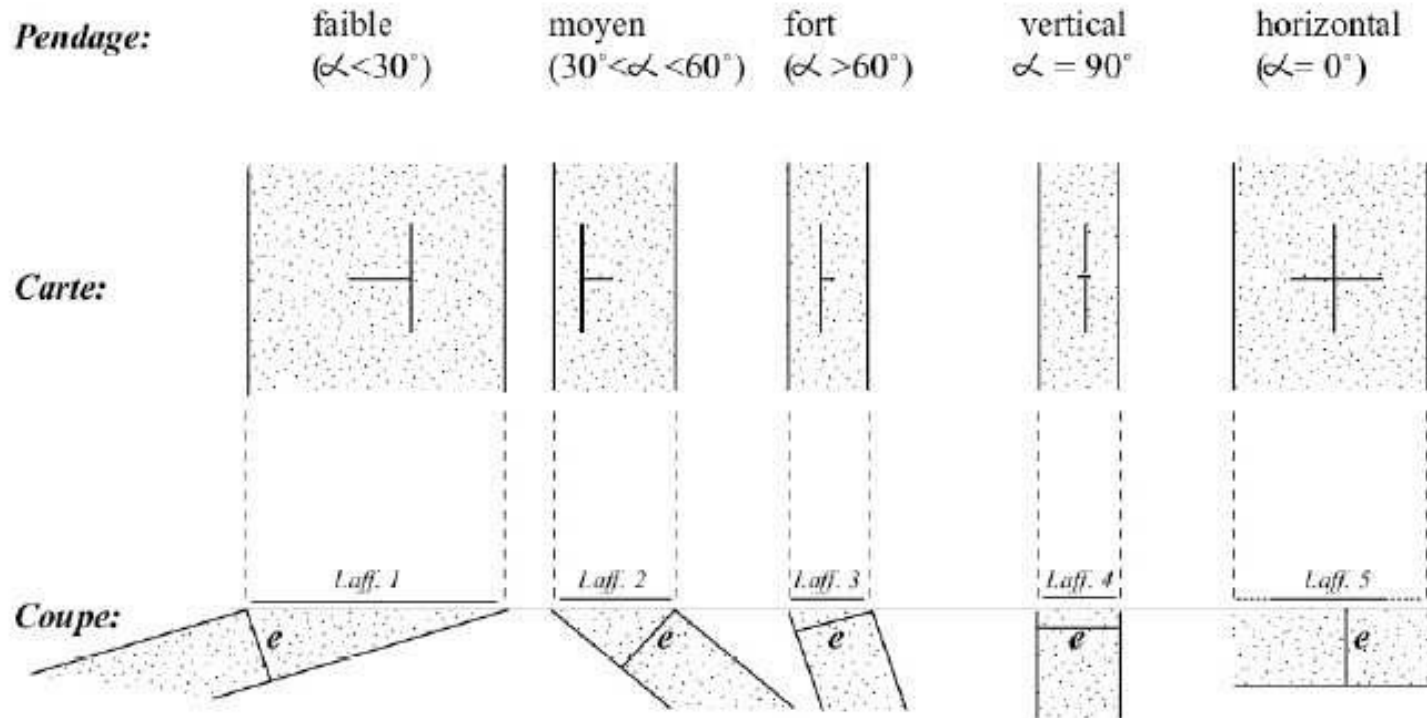 Pendage: faible moyen fort vertical horizontal
(∝<30°) (30°<∝<60°) (∝>60°) ∝ = 90° (∝= 0°)
Carte:
Laff. 1 Laff. 2 Laff. 3 Laff. 4 Laff. 5
Coupe: e e e e e